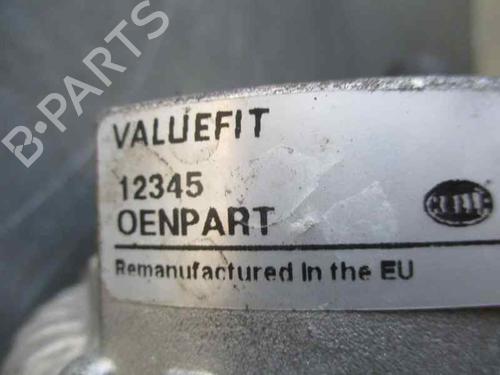 B-PARTS
VALUEFIT
12345
OENPART
Remanufactured in the EU